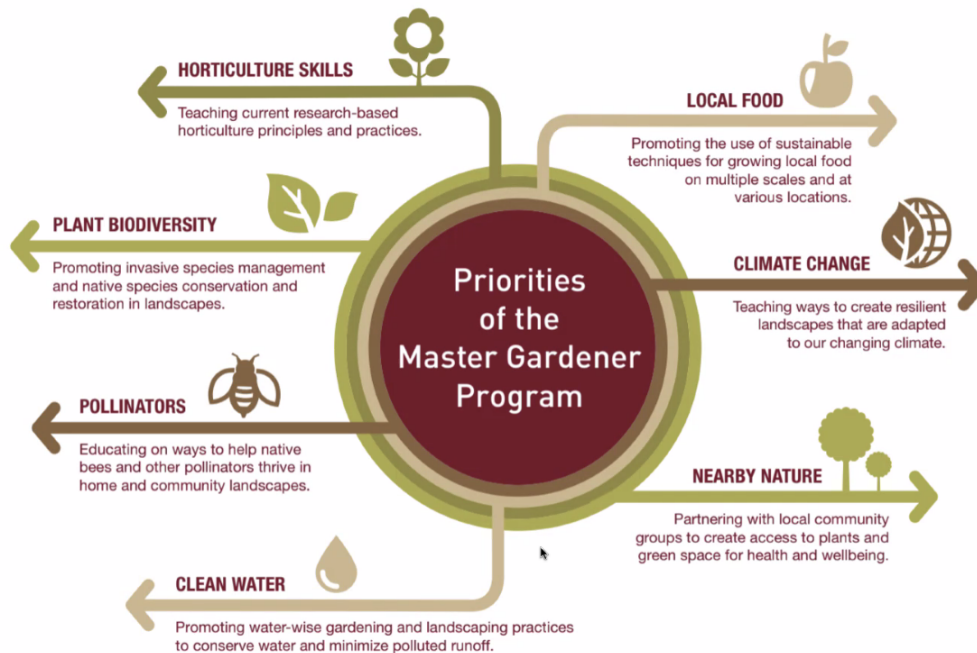 Priorities
of the
Master Gardener
Program
HORTICULTURE SKILLS
Teaching current research-based
horticulture principles and practices.
PLANT BIODIVERSITY
Promoting invasive species management
and native species conservation and
restoration in landscapes.
POLLINATORS
Educating on ways to help native
bees and other pollinators thrive in
home and community landscapes.
CLEAN WATER
Promoting water-wise gardening and landscaping practices
to conserve water and minimize polluted runoff.
LOCAL FOOD
Promoting the use of sustainable
techniques for growing local food
on multiple scales and at
various locations.
CLIMATE CHANGE
Teaching ways to create resilient
landscapes that are adapted
to our changing climate.
NEARBY NATURE
Partnering with local community
groups to create access to plants and
green space for health and wellbeing.